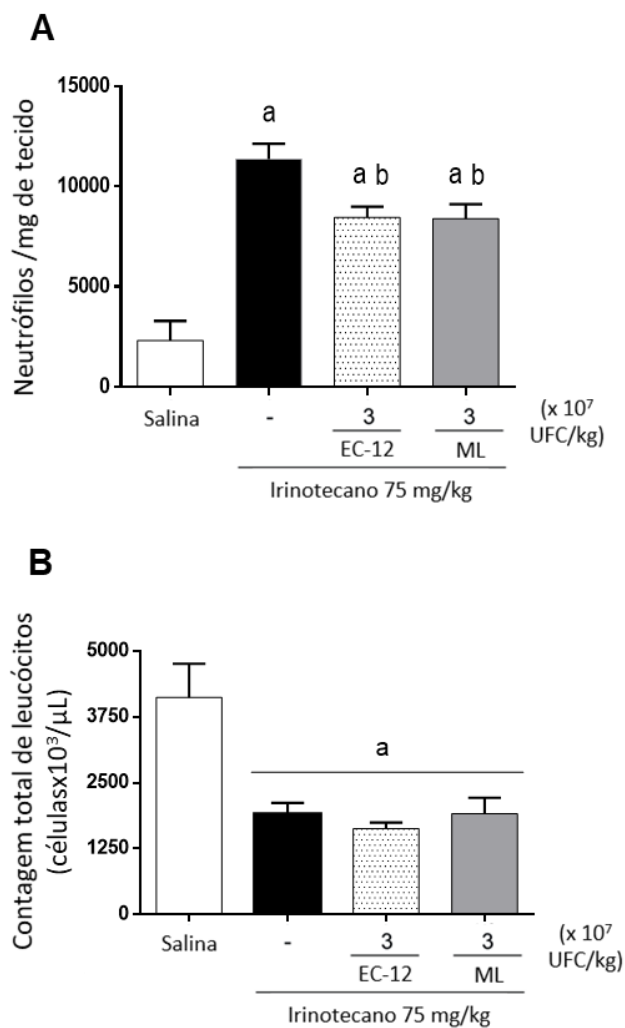 A
Neutrófilos /mg de tecido
15000
10000
5000
0
a
a b
a b
Salina
-
3
3
(x 10⁷
UFC/kg)
EC-12
ML
Irinotecano 75 mg/kg
B
Contagem total de leucócitos
(célulasx10³/µL)
5000
3750
2500
1250
0
a
Salina
-
3
3
(x 10⁷
UFC/kg)
EC-12
ML
Irinotecano 75 mg/kg